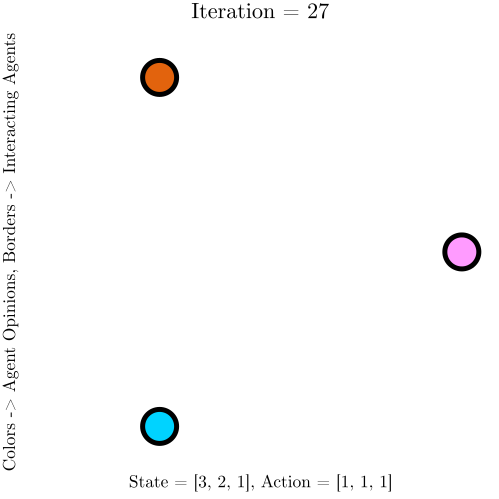 Iteration = 27
Colors -> Agent Opinions, Borders -> Interacting Agents
State = [3, 2, 1], Action = [1, 1, 1]